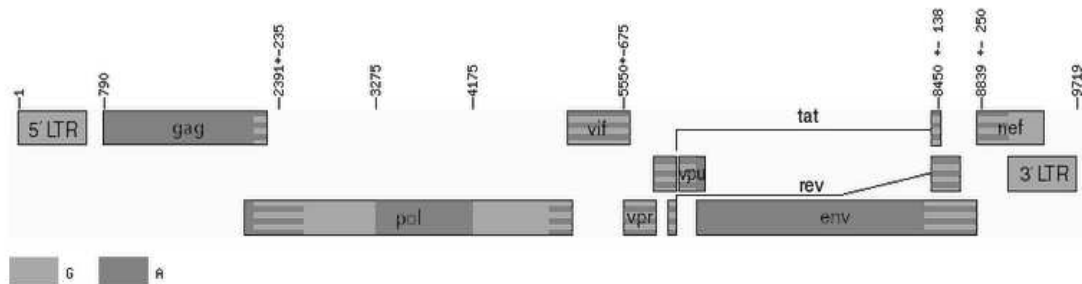 1
790
2391+-235
3275
4175
5550+-675
8450 +- 138
8839 +- 250
9719
5' LTR
gag
vif
tat
nef
vpu
rev
3' LTR
pol
vpr
env
G
A